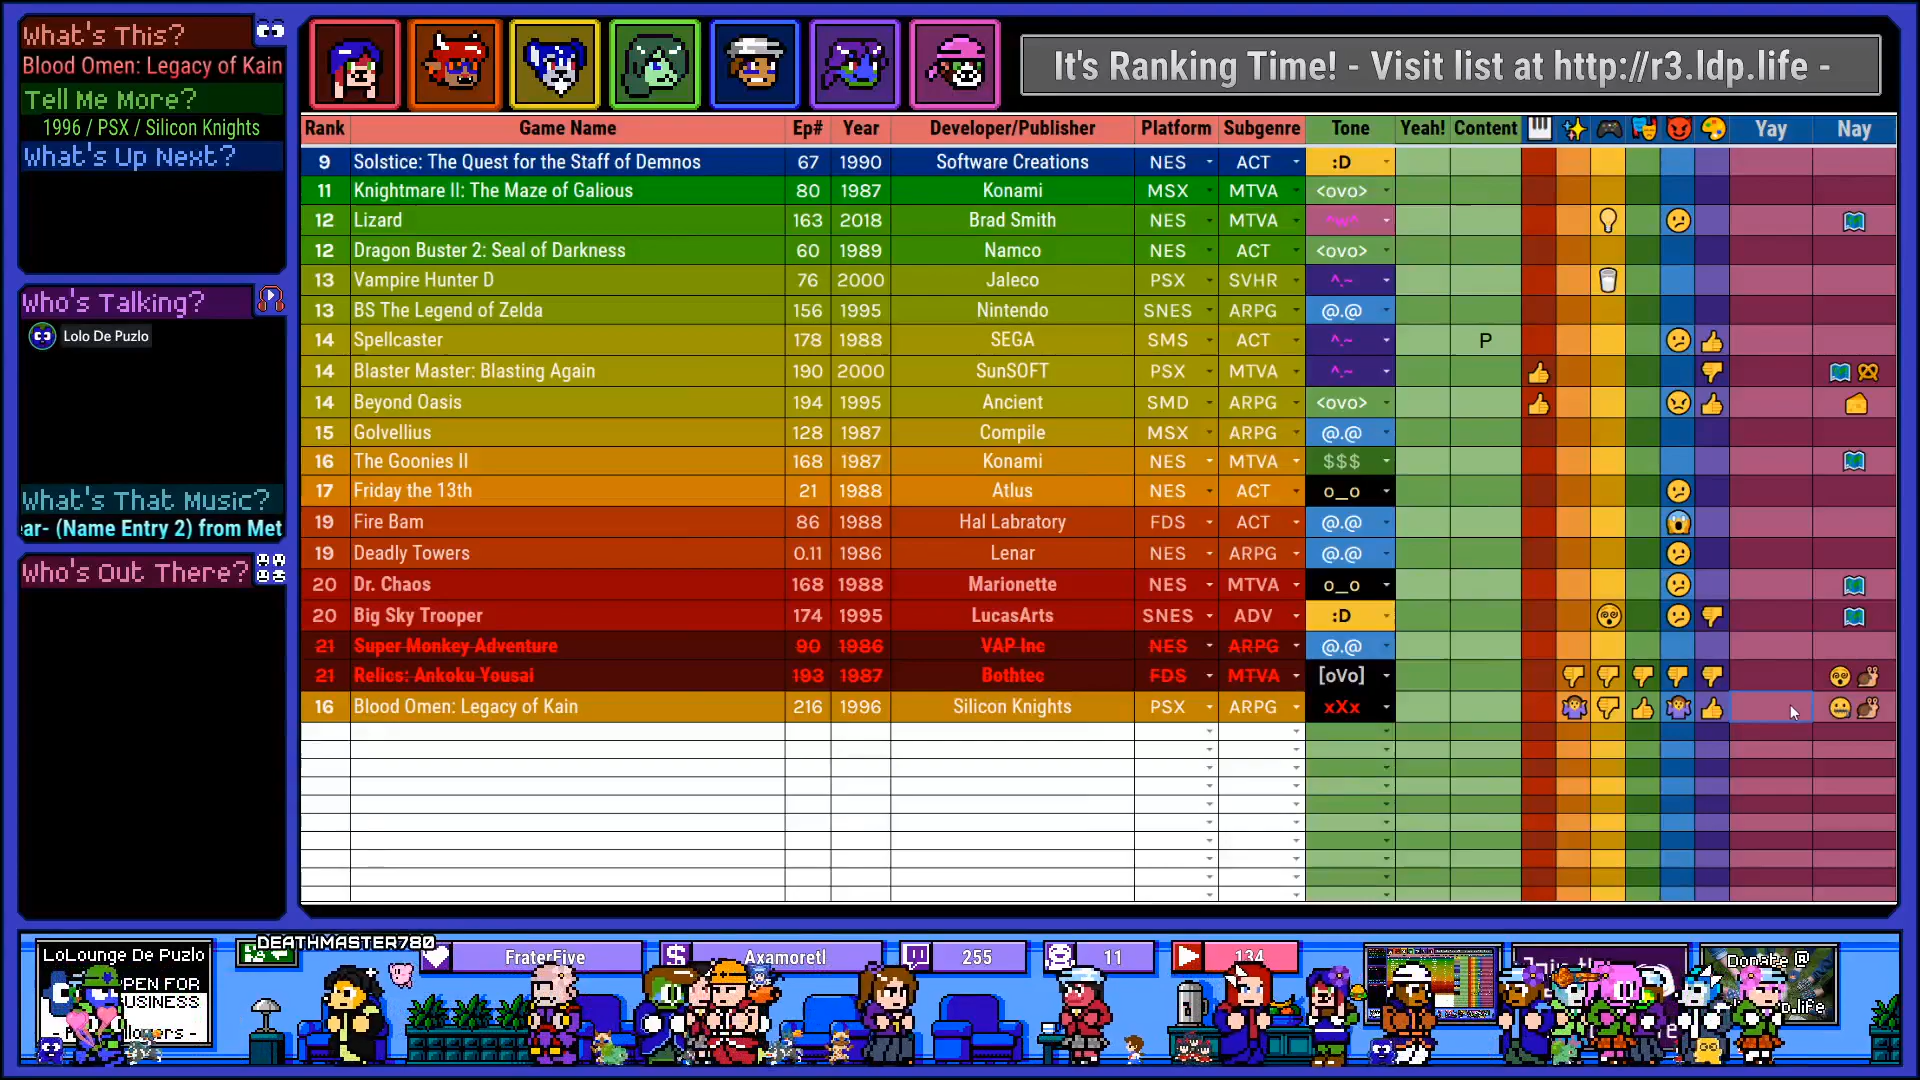 What's This?
Blood Omen: Legacy of Kain
Tell Me More?
1996 / PSX / Silicon Knights
What's Up Next?
Who's Talking?
Lolo De Puzlo
What's That Music?
ear- (Name Entry 2) from Met
Who's Out There?
It's Ranking Time! - Visit list at http://r3.ldp.life -
Rank Game Name Ep# Year Developer/Publisher Platform Subgenre Tone Yeah! Content Yay Nay
9 Solstice: The Quest for the Staff of Demnos 67 1990 Software Creations NES ACT :D
11 Knightmare II: The Maze of Galious 80 1987 Konami MSX MTVA <ovo>
12 Lizard 163 2018 Brad Smith NES MTVA ^w^
12 Dragon Buster 2: Seal of Darkness 60 1989 Namco NES ACT <ovo>
13 Vampire Hunter D 76 2000 Jaleco PSX SVHR ^.~
13 BS The Legend of Zelda 156 1995 Nintendo SNES ARPG @.@
14 Spellcaster 178 1988 SEGA SMS ACT ^.~ P
14 Blaster Master: Blasting Again 190 2000 SunSOFT PSX MTVA ^.~
14 Beyond Oasis 194 1995 Ancient SMD ARPG <ovo>
15 Golvellius 128 1987 Compile MSX ARPG @.@
16 The Goonies II 168 1987 Konami NES MTVA $$$
17 Friday the 13th 21 1988 Atlus NES ACT o_o
19 Fire Bam 86 1988 Hal Labratory FDS ACT @.@
19 Deadly Towers 0.11 1986 Lenar NES ARPG @.@
20 Dr. Chaos 168 1988 Marionette NES MTVA o_o
20 Big Sky Trooper 174 1995 LucasArts SNES ADV :D
21 Super Monkey Adventure 90 1986 VAP Inc NES ARPG @.@
21 Relics: Ankoku Yousai 193 1987 Bothtec FDS MTVA [oVo]
16 Blood Omen: Legacy of Kain 216 1996 Silicon Knights PSX ARPG xXx
LoLounge De Puzlo
PEN FOR
BUSINESS
DEATHMASTER780
FraterFive
$ Axamoretl
255
11
134
Donate @
p.life